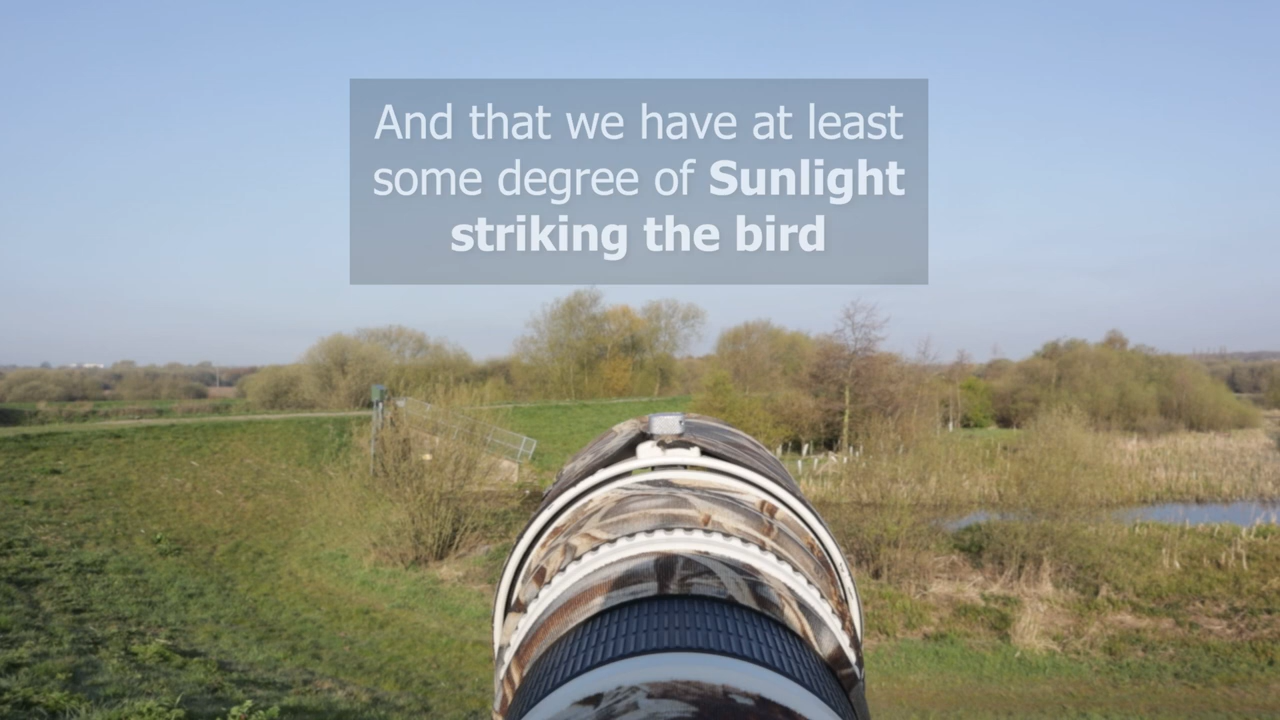 And that we have at least
some degree of Sunlight
striking the bird